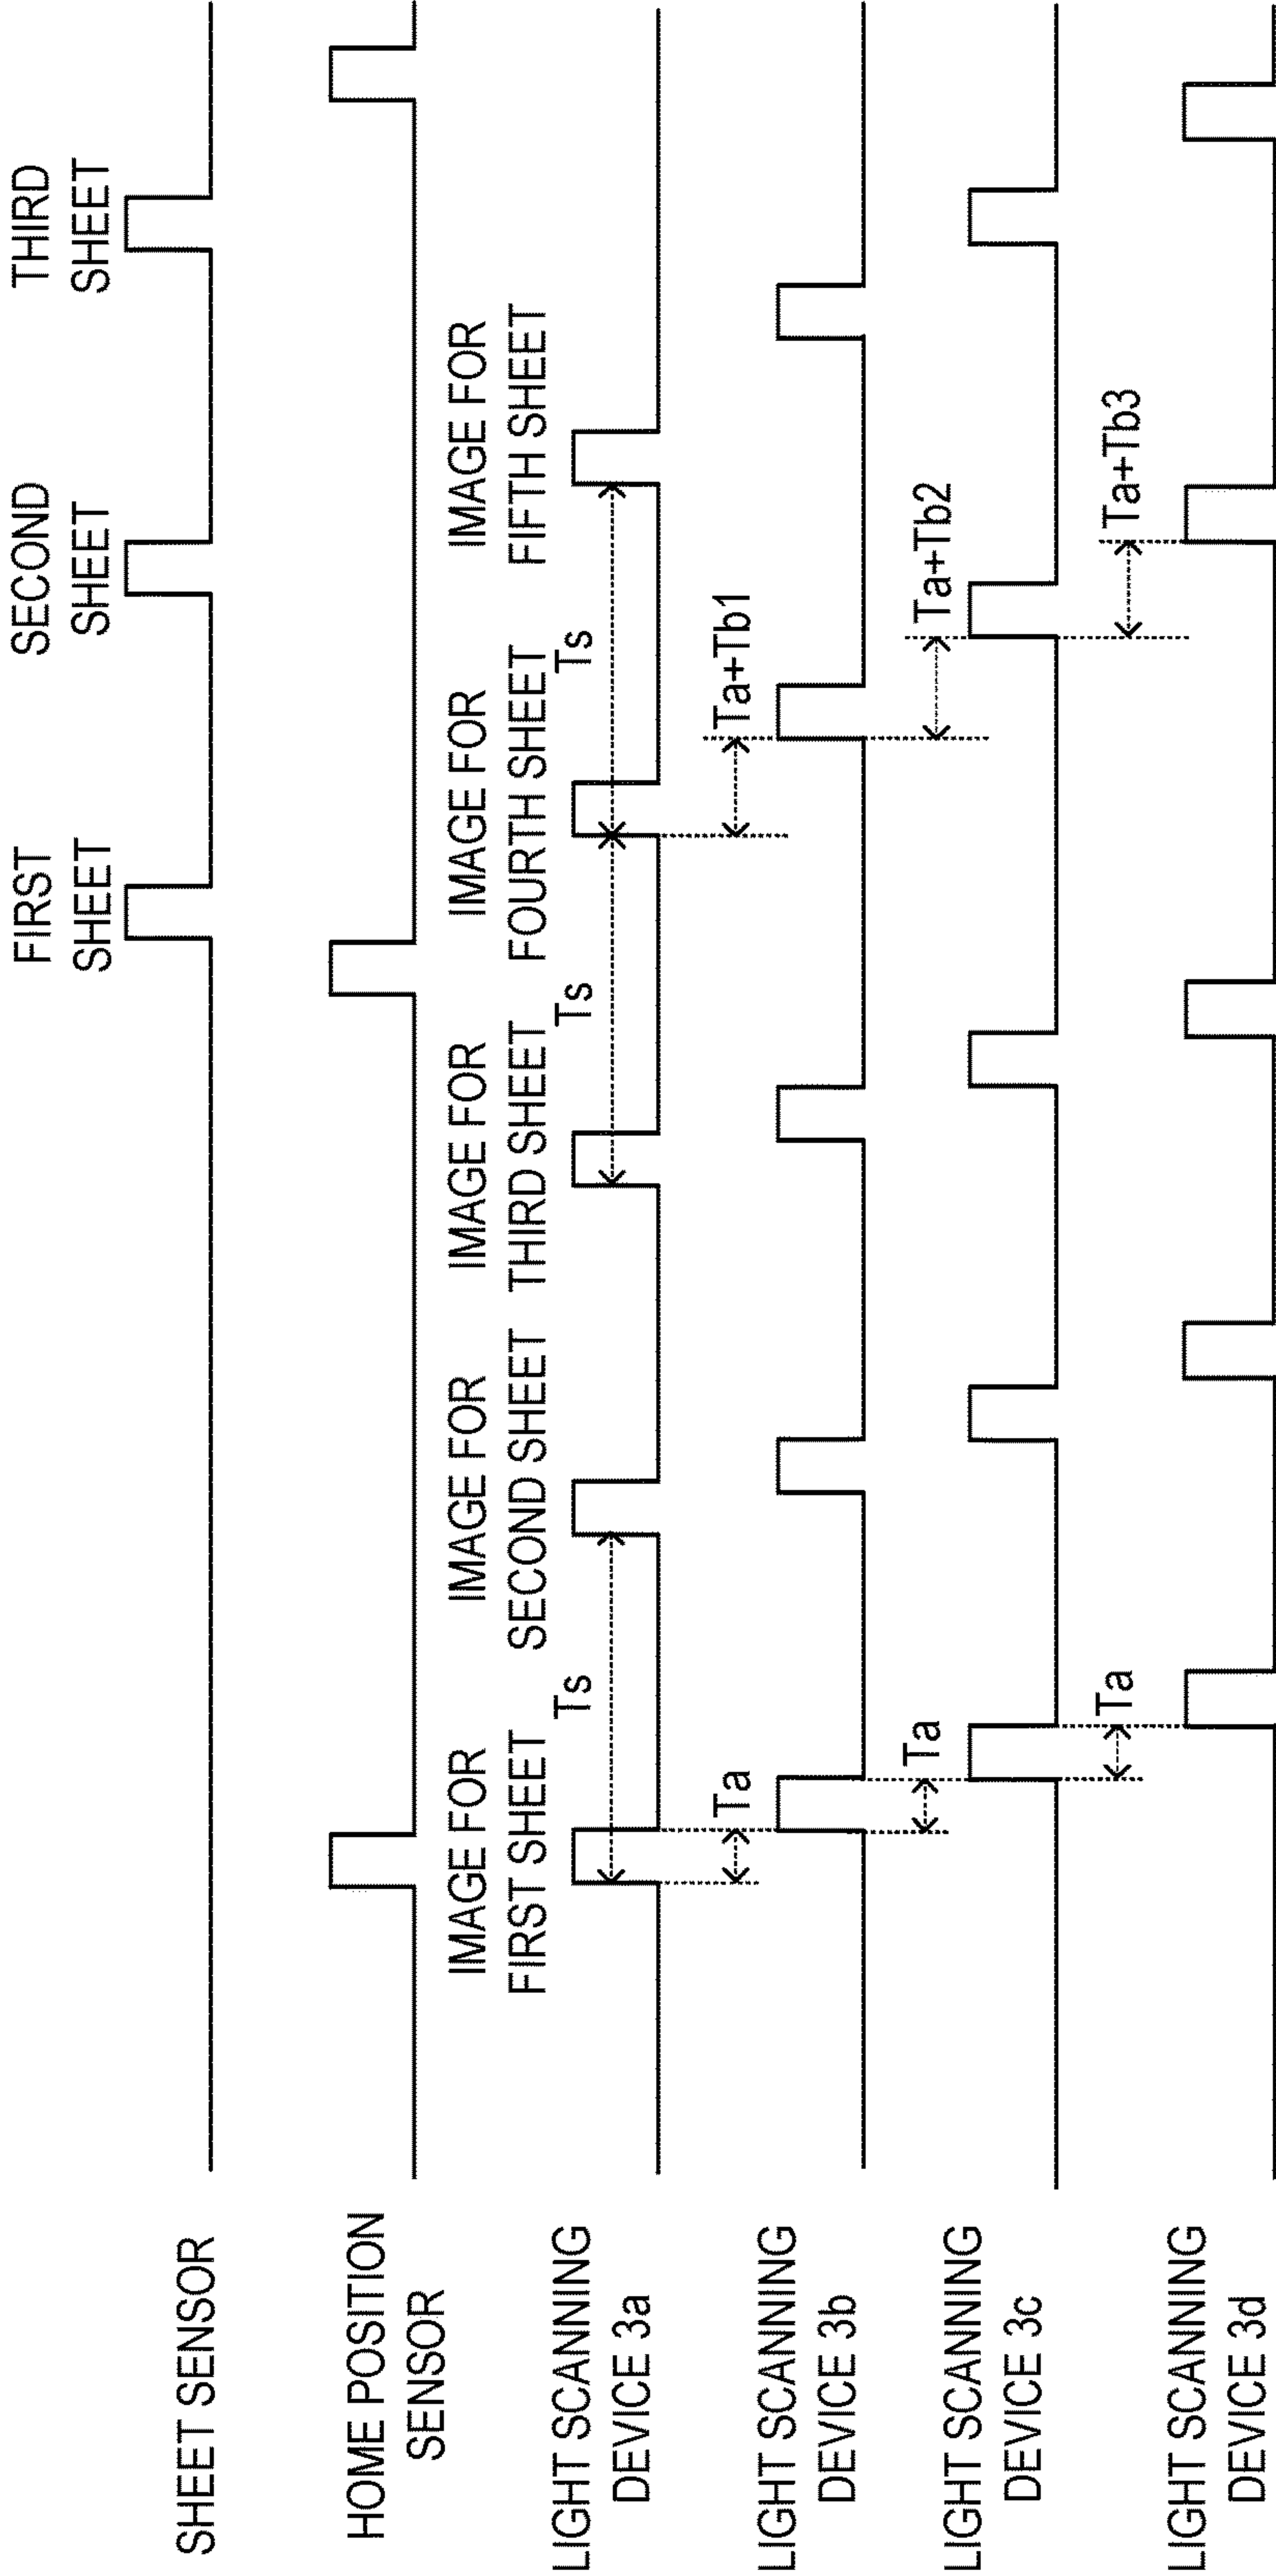 SHEET SENSOR
FIRST
SHEET
SECOND
SHEET
THIRD
SHEET
HOME POSITION
SENSOR
IMAGE FOR
FIRST SHEET
IMAGE FOR
SECOND SHEET
IMAGE FOR
THIRD SHEET
IMAGE FOR
FOURTH SHEET
IMAGE FOR
FIFTH SHEET
LIGHT SCANNING
DEVICE 3a
Ts
Ts
Ts
LIGHT SCANNING
DEVICE 3b
Ta
Ta+Tb1
LIGHT SCANNING
DEVICE 3c
Ta
Ta+Tb2
LIGHT SCANNING
DEVICE 3d
Ta
Ta+Tb3